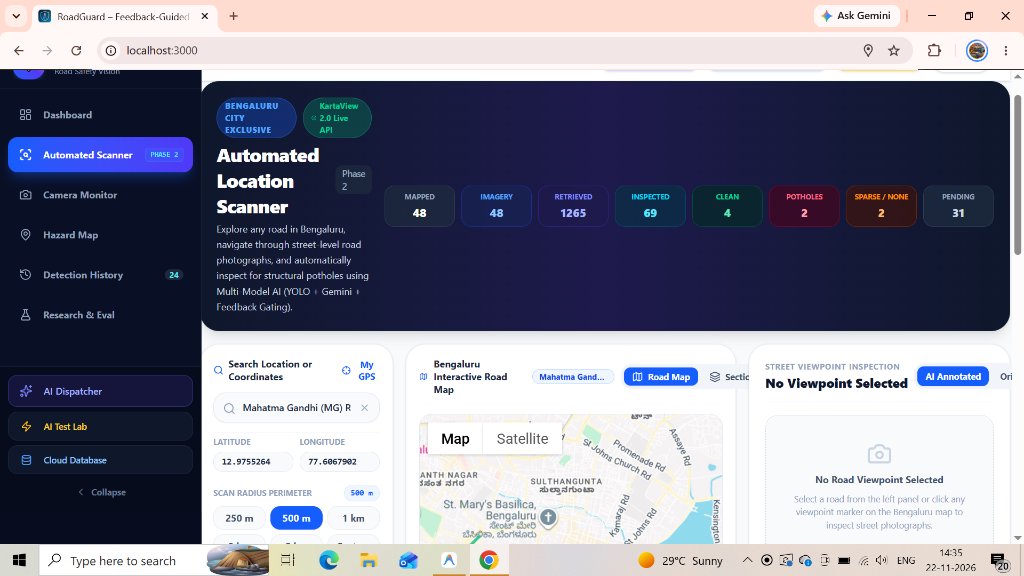 RoadGuard – Feedback-Guided
Ask Gemini
localhost:3000
Road Safety Vision
Dashboard
Automated Scanner
PHASE 2
Camera Monitor
Hazard Map
Detection History
24
Research & Eval
AI Dispatcher
AI Test Lab
Cloud Database
Collapse
BENGALURU
CITY
EXCLUSIVE
KartaView
2.0 Live
API
Automated
Location
Scanner
Phase
2
Explore any road in Bengaluru,
navigate through street-level road
photographs, and automatically
inspect for structural potholes using
Multi-Model AI (YOLO + Gemini +
Feedback Gating).
MAPPED
48
IMAGERY
48
RETRIEVED
1265
INSPECTED
69
CLEAN
4
POTHOLES
2
SPARSE / NONE
2
PENDING
31
Search Location or
Coordinates
My
GPS
Mahatma Gandhi (MG) R
LATITUDE
LONGITUDE
12.9755264
77.6067902
SCAN RADIUS PERIMETER
500 m
250 m
500 m
1 km
Bengaluru
Interactive Road
Map
Mahatma Gand...
Road Map
Map
Satellite
Promenade Rd
St Johns Church Rd
Assaye Rd
ANTH NAGAR
SULTHANGUNTA
ಸುಲ್ತಾನಗುಂಟಾ
St. Mary's Basilica,
Bengaluru
Kamaraj Rd
St Johns Rd
Kensington
STREET VIEWPOINT INSPECTION
No Viewpoint Selected
AI Annotated
No Road Viewpoint Selected
Select a road from the left panel or click any
viewpoint marker on the Bengaluru map to
inspect street photographs.
Type here to search
29°C Sunny
ENG
14:35
22-11-2026
20